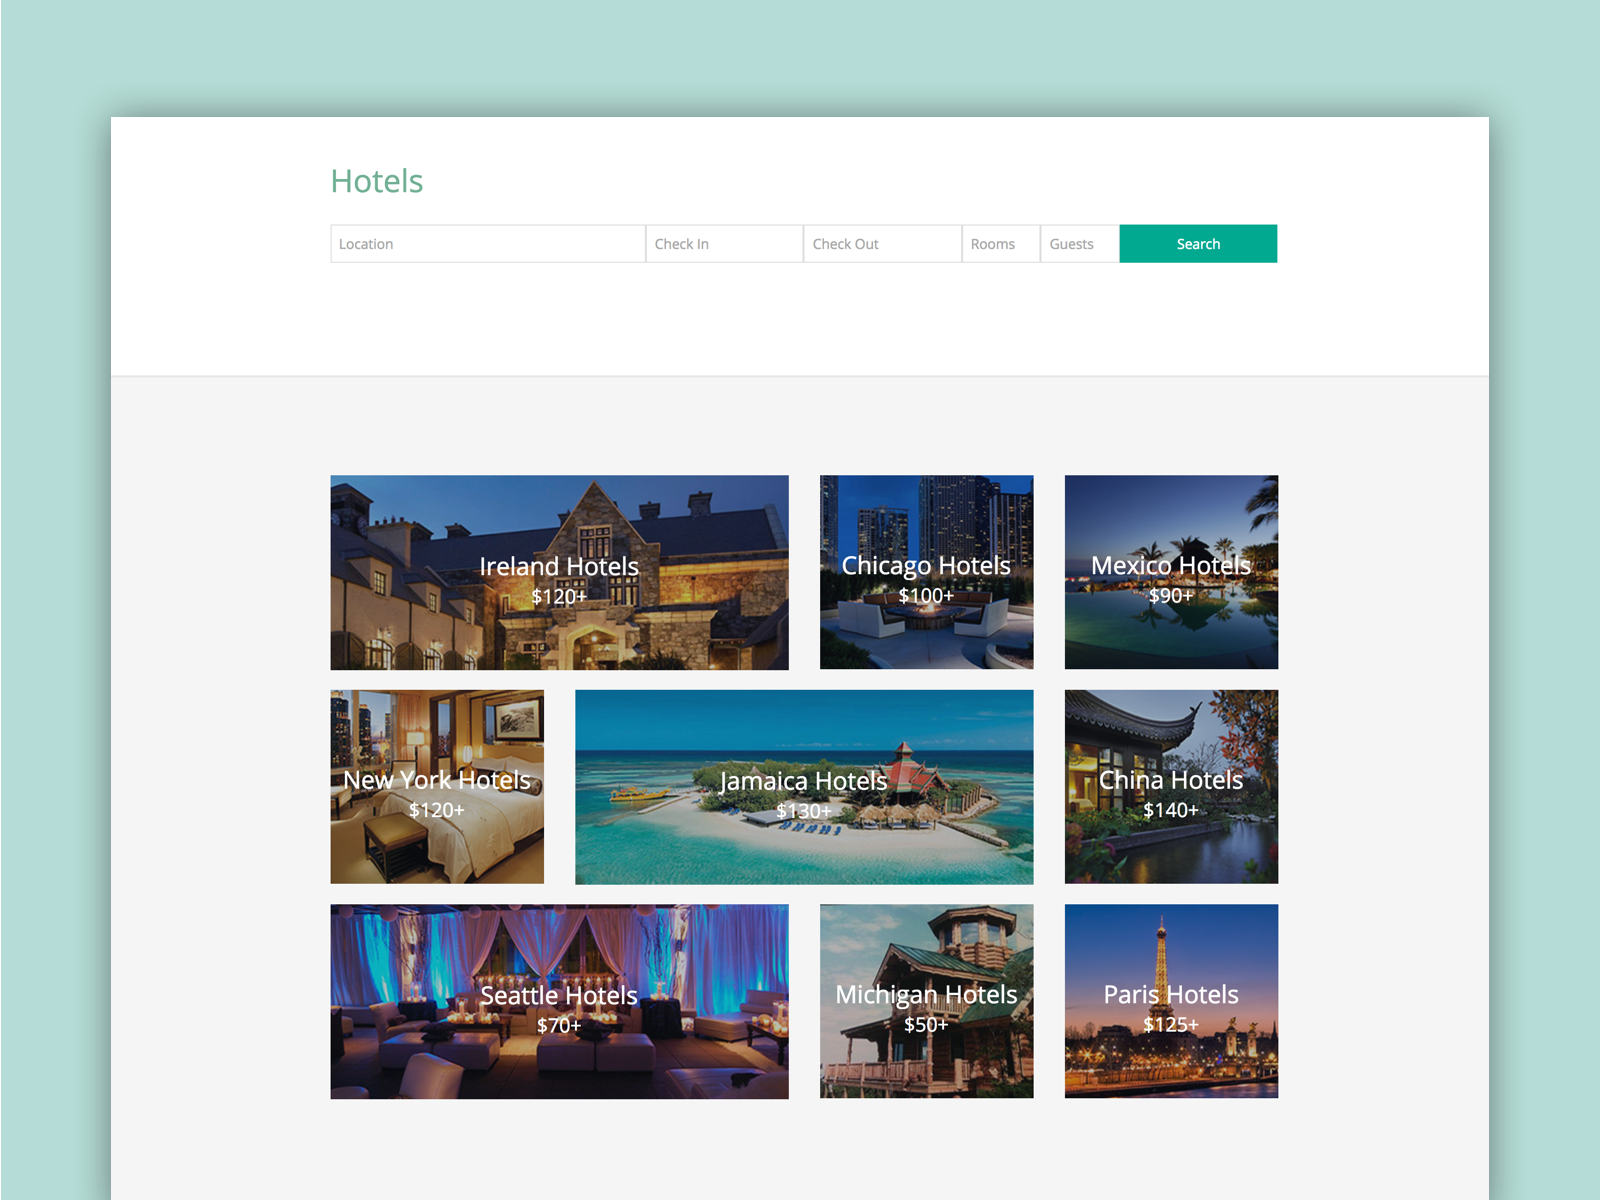 Hotels
Location
Check In
Check Out
Rooms
Guests
Search
Ireland Hotels
$120+
Chicago Hotels
$100+
Mexico Hotels
$90+
New York Hotels
$120+
Jamaica Hotels
$130+
China Hotels
$140+
Seattle Hotels
$70+
Michigan Hotels
$50+
Paris Hotels
$125+